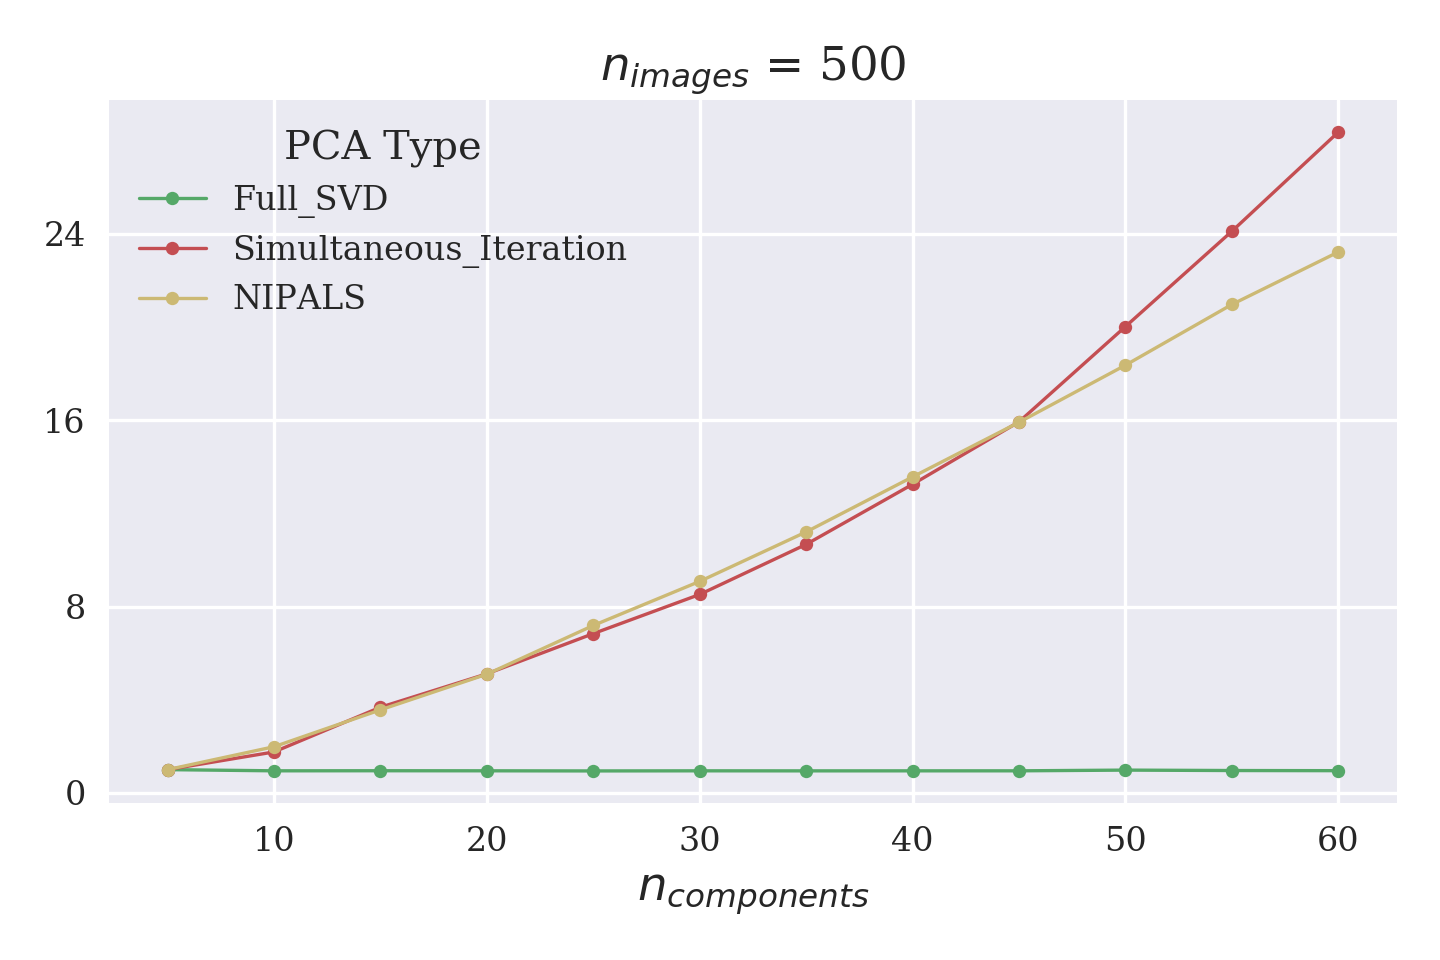 n_images = 500
PCA Type
Full_SVD
Simultaneous_Iteration
NIPALS
24
16
8
0
10 20 30 40 50 60
n_components